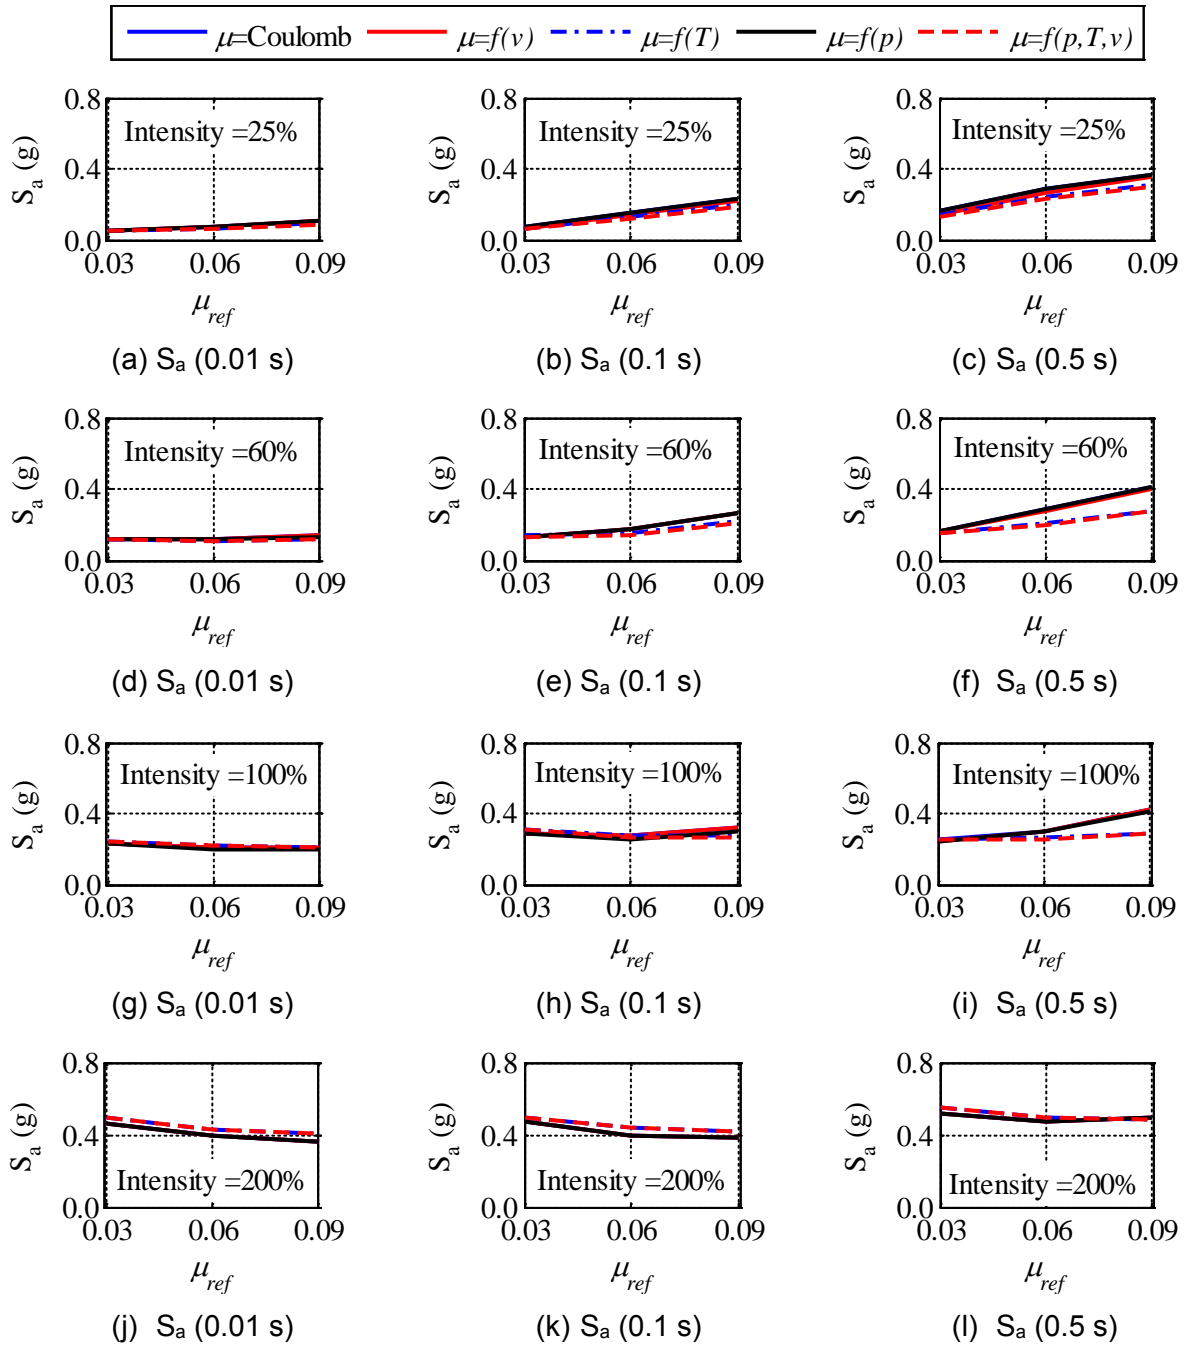 μ=Coulomb μ=f(v) μ=f(T) μ=f(p) μ=f(p,T,v)
0.8 0.8 0.8
Intensity =25% Intensity =25% Intensity =25%
Sa (g) Sa (g) Sa (g)
0.4 0.4 0.4
0.0 0.0 0.0
0.03 0.06 0.09 0.03 0.06 0.09 0.03 0.06 0.09
μref μref μref
(a) Sa (0.01 s) (b) Sa (0.1 s) (c) Sa (0.5 s)
0.8 0.8 0.8
Intensity =60% Intensity =60% Intensity =60%
Sa (g) Sa (g) Sa (g)
0.4 0.4 0.4
0.0 0.0 0.0
0.03 0.06 0.09 0.03 0.06 0.09 0.03 0.06 0.09
μref μref μref
(d) Sa (0.01 s) (e) Sa (0.1 s) (f) Sa (0.5 s)
0.8 0.8 0.8
Intensity =100% Intensity =100% Intensity =100%
Sa (g) Sa (g) Sa (g)
0.4 0.4 0.4
0.0 0.0 0.0
0.03 0.06 0.09 0.03 0.06 0.09 0.03 0.06 0.09
μref μref μref
(g) Sa (0.01 s) (h) Sa (0.1 s) (i) Sa (0.5 s)
0.8 0.8 0.8
Sa (g) Sa (g) Sa (g)
0.4 0.4 0.4
Intensity =200% Intensity =200% Intensity =200%
0.0 0.0 0.0
0.03 0.06 0.09 0.03 0.06 0.09 0.03 0.06 0.09
μref μref μref
(j) Sa (0.01 s) (k) Sa (0.1 s) (l) Sa (0.5 s)